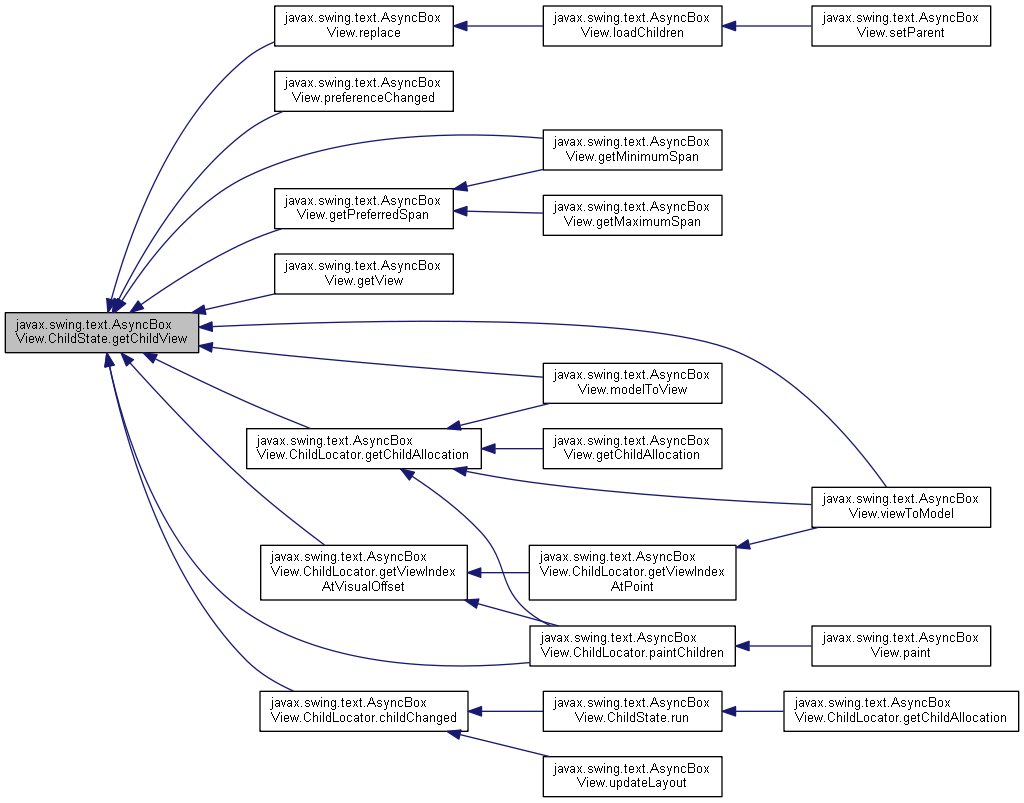 javax.swing.text.AsyncBox
View.replace
javax.swing.text.AsyncBox
View.loadChildren
javax.swing.text.AsyncBox
View.setParent
javax.swing.text.AsyncBox
View.preferenceChanged
javax.swing.text.AsyncBox
View.getMinimumSpan
javax.swing.text.AsyncBox
View.getPreferredSpan
javax.swing.text.AsyncBox
View.getMaximumSpan
javax.swing.text.AsyncBox
View.getView
javax.swing.text.AsyncBox
View.ChildState.getChildView
javax.swing.text.AsyncBox
View.modelToView
javax.swing.text.AsyncBox
View.ChildLocator.getChildAllocation
javax.swing.text.AsyncBox
View.getChildAllocation
javax.swing.text.AsyncBox
View.viewToModel
javax.swing.text.AsyncBox
View.ChildLocator.getViewIndex
AtVisualOffset
javax.swing.text.AsyncBox
View.ChildLocator.getViewIndex
AtPoint
javax.swing.text.AsyncBox
View.ChildLocator.paintChildren
javax.swing.text.AsyncBox
View.paint
javax.swing.text.AsyncBox
View.ChildLocator.childChanged
javax.swing.text.AsyncBox
View.ChildState.run
javax.swing.text.AsyncBox
View.ChildLocator.getChildAllocation
javax.swing.text.AsyncBox
View.updateLayout